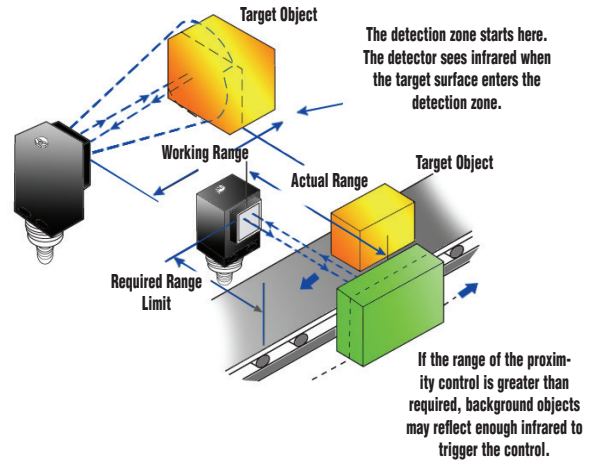 Target Object
The detection zone starts here.
The detector sees infrared when
the target surface enters the
detection zone.
Working Range
Target Object
Actual Range
Required Range
Limit
If the range of the proxim-
ity control is greater than
required, background objects
may reflect enough infrared to
trigger the control.